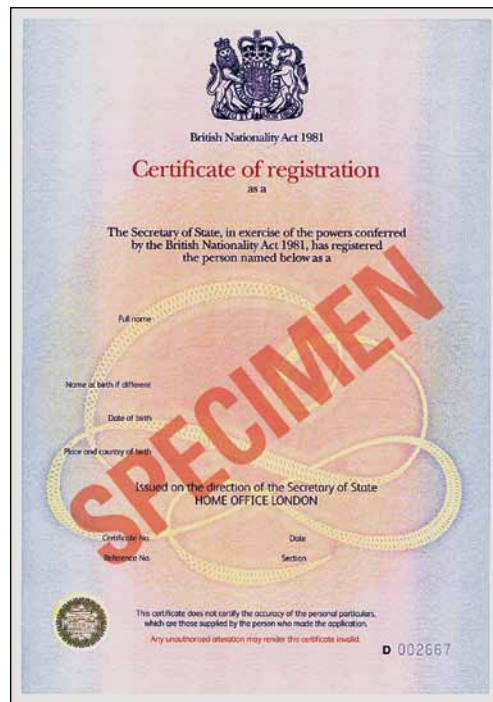 British Nationality Act 1981
Certificate of registration
as a
The Secretary of State, in exercise of the powers conferred
by the British Nationality Act 1981, has registered
the person named below as a
SPECIMEN
Full name
Name at birth if different
Date of birth
Place and country of birth
Issued on the direction of the Secretary of State
HOME OFFICE LONDON
Certificate No. Date
Reference No. Section
This certificate does not certify the accuracy of the personal particulars,
which are those supplied by the person who made the application.
Any unauthorised alteration may render this certificate invalid.
D 002667